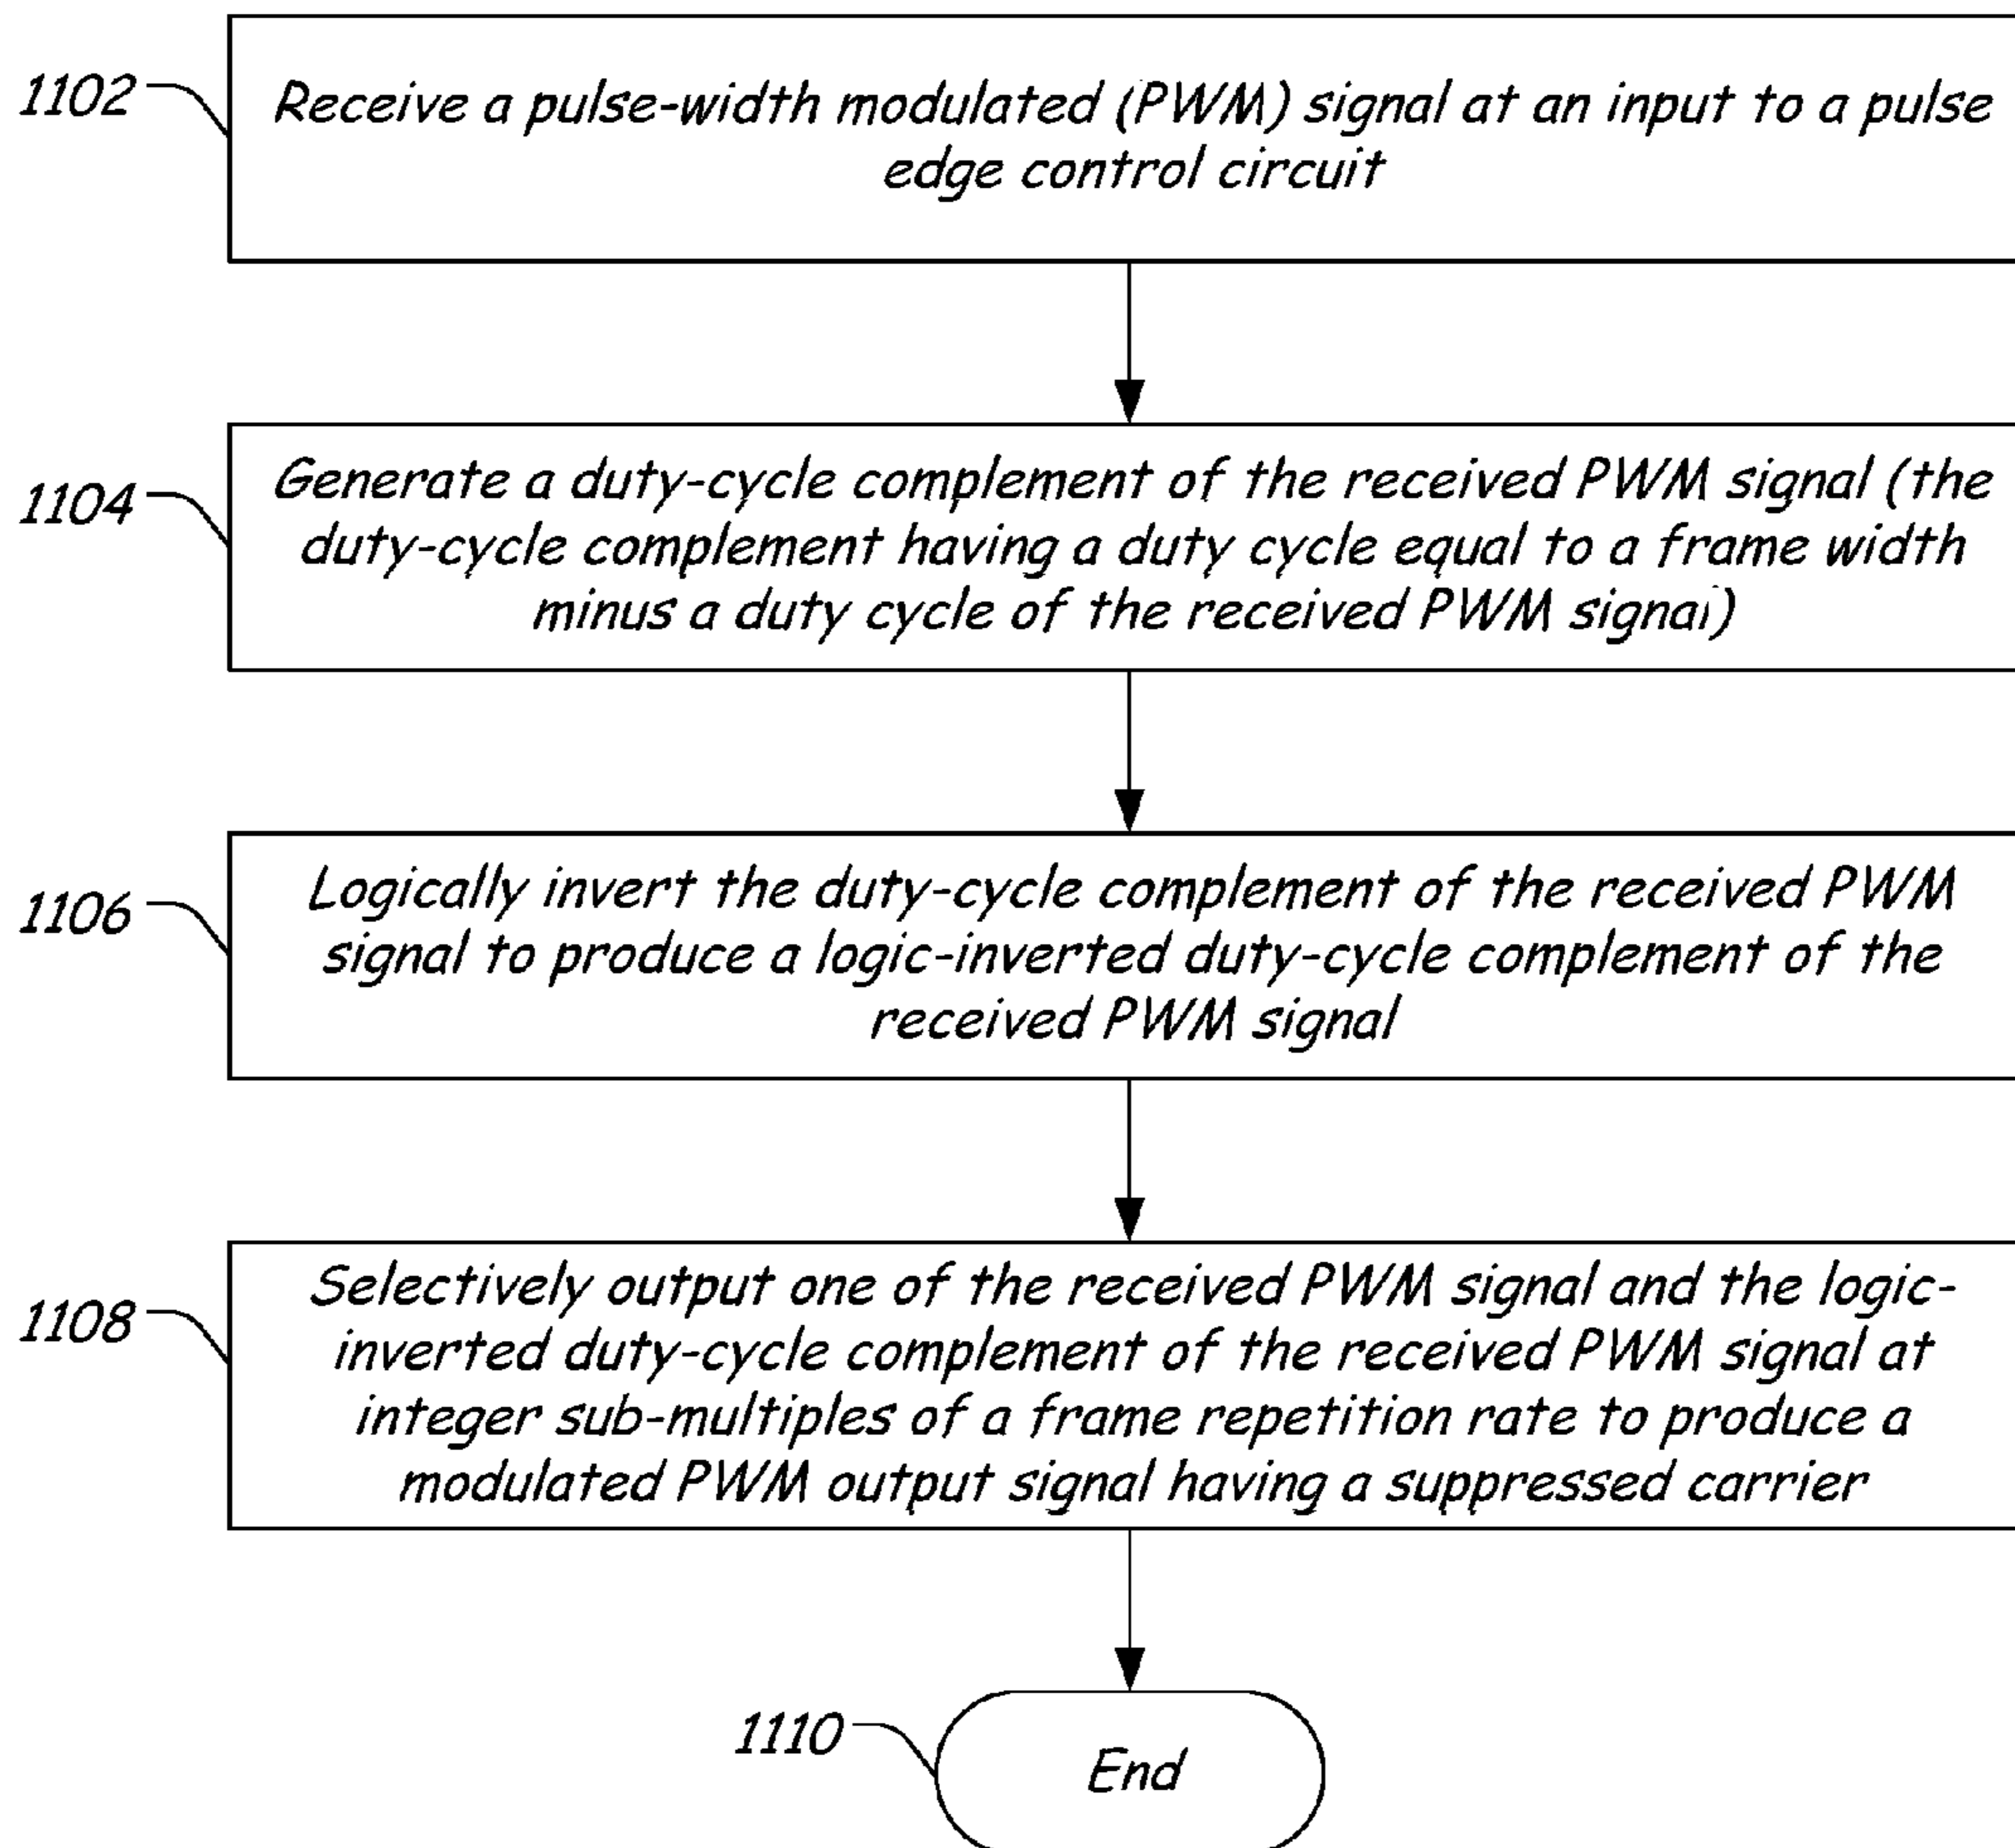 1102
Receive a pulse-width modulated (PWM) signal at an input to a pulse
edge control circuit
1104
Generate a duty-cycle complement of the received PWM signal (the
duty-cycle complement having a duty cycle equal to a frame width
minus a duty cycle of the received PWM signal)
1106
Logically invert the duty-cycle complement of the received PWM
signal to produce a logic-inverted duty-cycle complement of the
received PWM signal
1108
Selectively output one of the received PWM signal and the logic-
inverted duty-cycle complement of the received PWM signal at
integer sub-multiples of a frame repetition rate to produce a
modulated PWM output signal having a suppressed carrier
1110
End